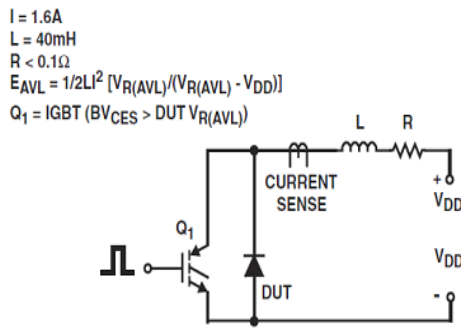 I = 1.6A
L = 40mH
R < 0.1Ω
EAVL = 1/2LI² [VR(AVL)/(VR(AVL) - VDD)]
Q1 = IGBT (BVCES > DUT VR(AVL))
L R
CURRENT
SENSE
+
VDD
Q1
VDD
DUT
-